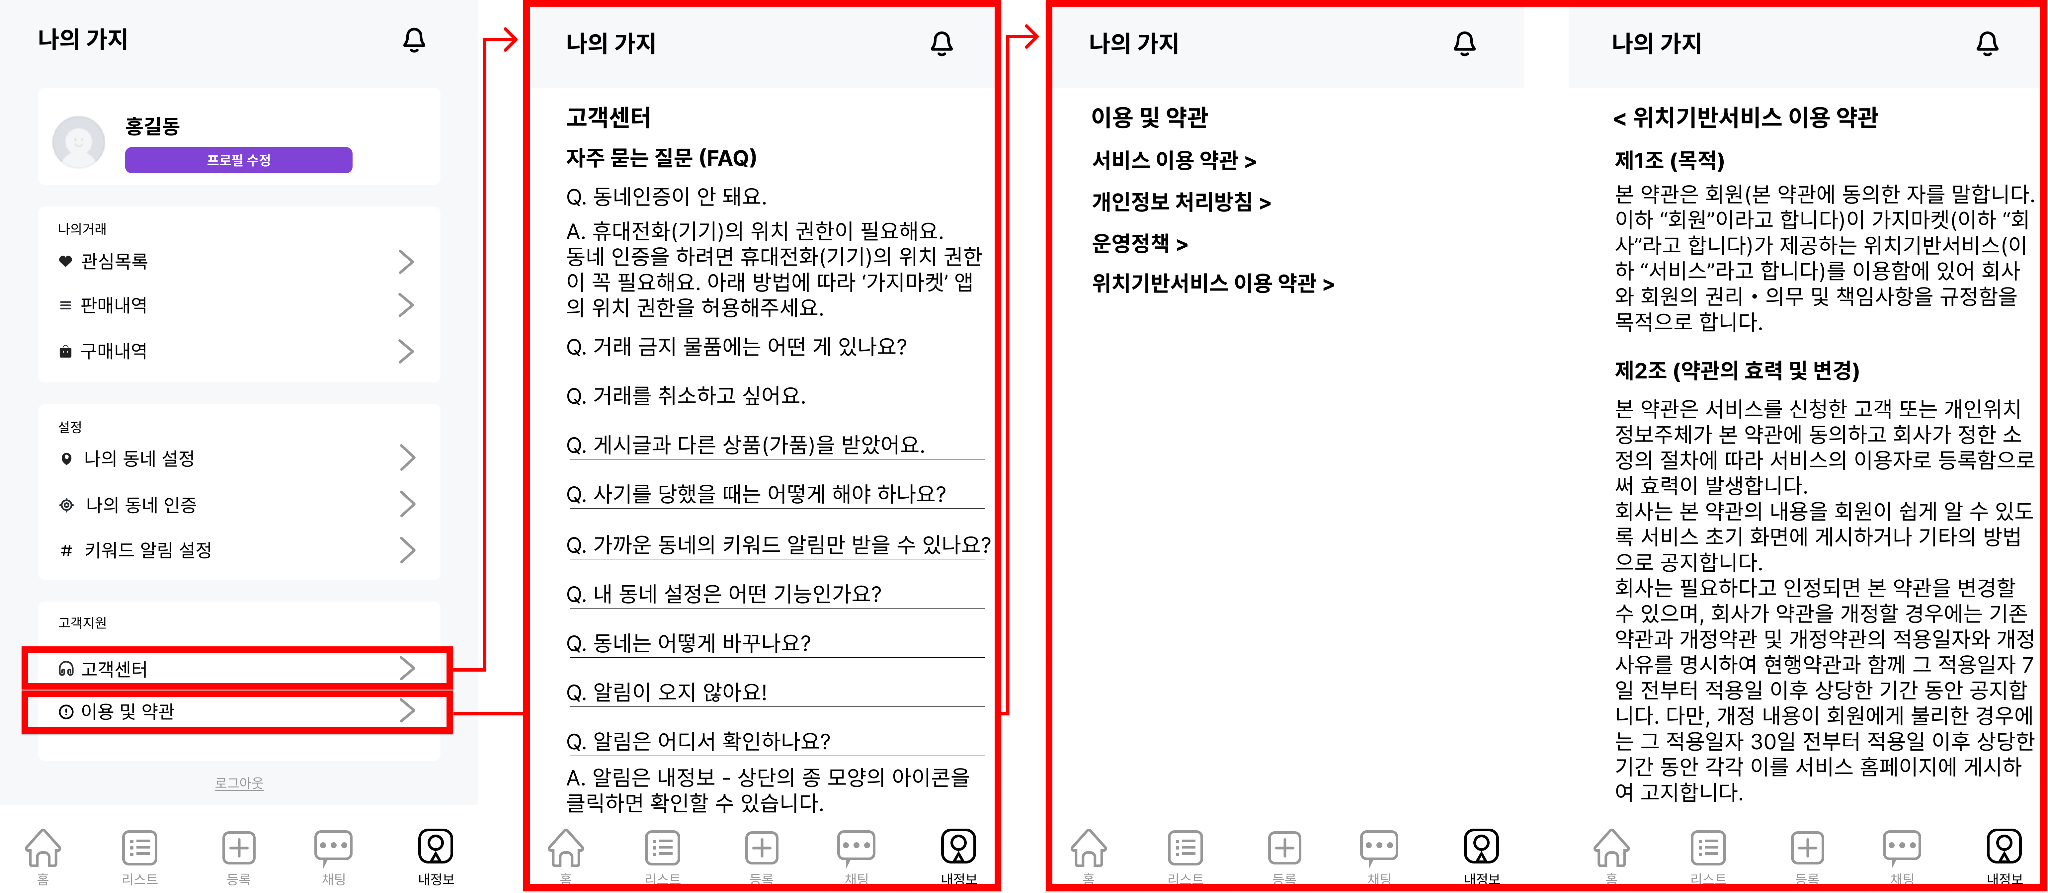 나의 가지
홍길동
프로필 수정
나의거래
관심목록
판매내역
구매내역
설정
나의 동네 설정
나의 동네 인증
# 키워드 알림 설정
고객지원
고객센터
이용 및 약관
로그아웃
홈
리스트
등록
채팅
내정보
나의 가지
고객센터
자주 묻는 질문 (FAQ)
Q. 동네인증이 안 돼요.
A. 휴대전화(기기)의 위치 권한이 필요해요.
동네 인증을 하려면 휴대전화(기기)의 위치 권한
이 꼭 필요해요. 아래 방법에 따라 ‘가지마켓’ 앱
의 위치 권한을 허용해주세요.
Q. 거래 금지 물품에는 어떤 게 있나요?
Q. 거래를 취소하고 싶어요.
Q. 게시글과 다른 상품(가품)을 받았어요.
Q. 사기를 당했을 때는 어떻게 해야 하나요?
Q. 가까운 동네의 키워드 알림만 받을 수 있나요?
Q. 내 동네 설정은 어떤 기능인가요?
Q. 동네는 어떻게 바꾸나요?
Q. 알림이 오지 않아요!
Q. 알림은 어디서 확인하나요?
A. 알림은 내정보 - 상단의 종 모양의 아이콘을
클릭하면 확인할 수 있습니다.
홈
리스트
등록
채팅
내정보
나의 가지
이용 및 약관
서비스 이용 약관 >
개인정보 처리방침 >
운영정책 >
위치기반서비스 이용 약관 >
홈
리스트
등록
채팅
내정보
나의 가지
< 위치기반서비스 이용 약관
제1조 (목적)
본 약관은 회원(본 약관에 동의한 자를 말합니다.
이하 “회원”이라고 합니다)이 가지마켓(이하 “회
사“라고 합니다)가 제공하는 위치기반서비스(이
하 “서비스”라고 합니다)를 이용함에 있어 회사
와 회원의 권리・의무 및 책임사항을 규정함을
목적으로 합니다.
제2조 (약관의 효력 및 변경)
본 약관은 서비스를 신청한 고객 또는 개인위치
정보주체가 본 약관에 동의하고 회사가 정한 소
정의 절차에 따라 서비스의 이용자로 등록함으로
써 효력이 발생합니다.
회사는 본 약관의 내용을 회원이 쉽게 알 수 있도
록 서비스 초기 화면에 게시하거나 기타의 방법
으로 공지합니다.
회사는 필요하다고 인정되면 본 약관을 변경할
수 있으며, 회사가 약관을 개정할 경우에는 기존
약관과 개정약관 및 개정약관의 적용일자와 개정
사유를 명시하여 현행약관과 함께 그 적용일자 7
일 전부터 적용일 이후 상당한 기간 동안 공지합
니다. 다만, 개정 내용이 회원에게 불리한 경우에
는 그 적용일자 30일 전부터 적용일 이후 상당한
기간 동안 각각 이를 서비스 홈페이지에 게시하
여 고지합니다.
홈
리스트
등록
채팅
내정보